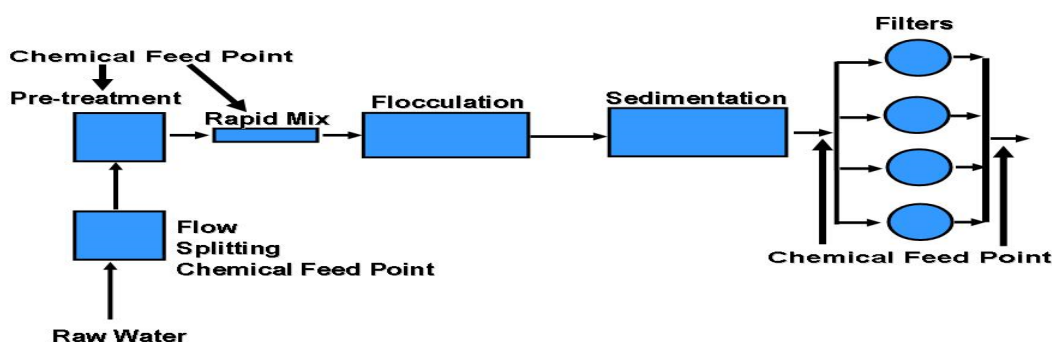 Filters
Chemical Feed Point
Pre-treatment
Rapid Mix
Flocculation
Sedimentation
Flow
Splitting
Chemical Feed Point
Chemical Feed Point
Raw Water